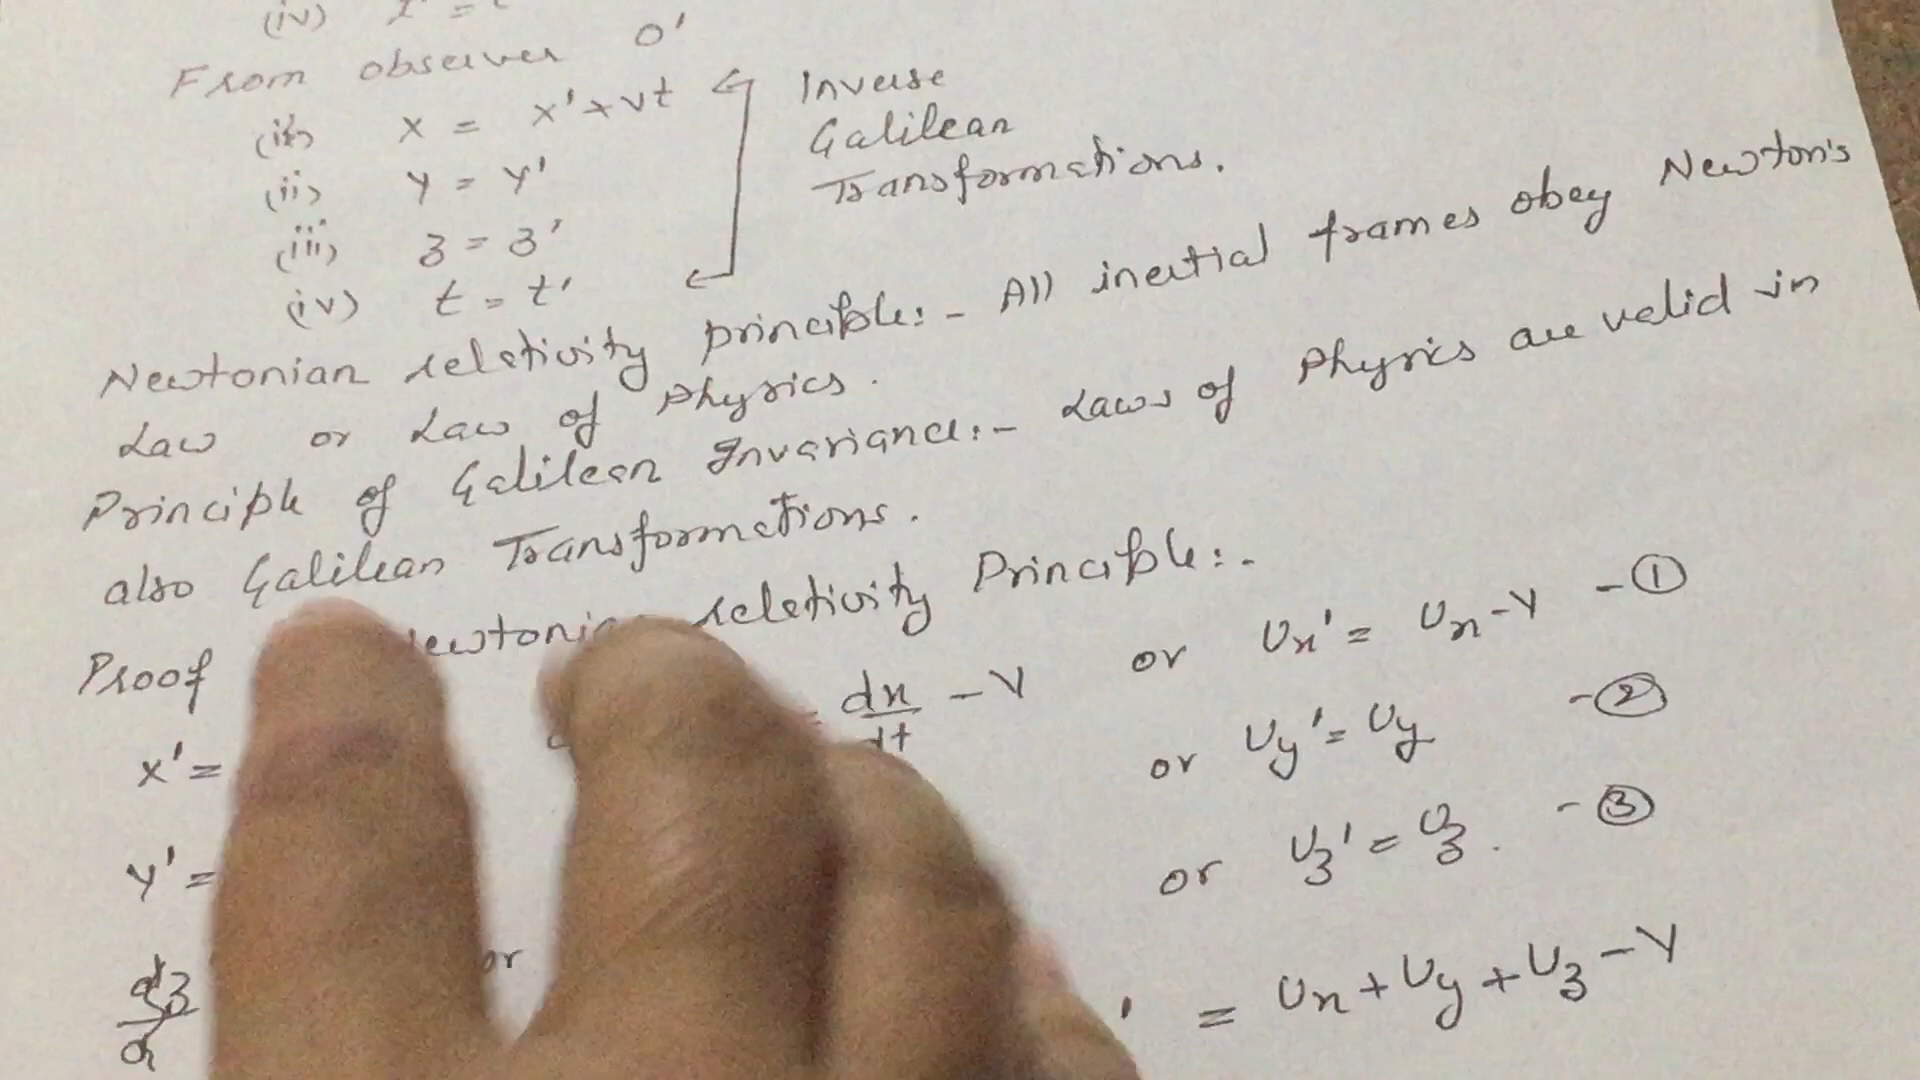 (iv)
From observer O'
(i) x = x'+vt Inverse
Galilean
(ii) y = y'
Transformations.
(iii) z = z'
(iv) t = t'
Newtonian relativity principle:- All inertial frames obey Newton's
Law or Law of Physics.
Principle of Galilean Invariance:- Laws of Physics are valid in
also Galilean Transformations.
Proof relativity Principle:-
x'= dx/dt - v or Ux' = Ux - v - ①
or Uy' = Uy - ②
y'=
or Uz' = Uz. - ③
dz or
' = Ux + Uy + Uz - v